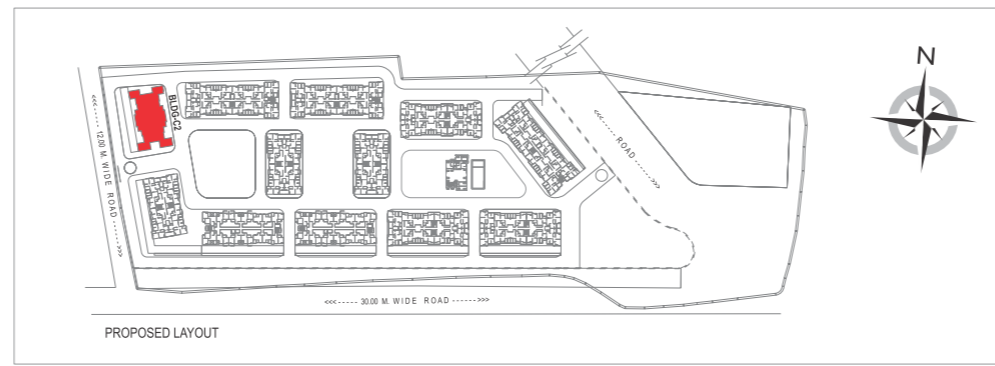 N
BLDG-C2
<<<----- 12.00 M. WIDE ROAD ----->>>
<<<----- ROAD ----->>>
<<<----- 30.00 M. WIDE ROAD ----->>>
PROPOSED LAYOUT